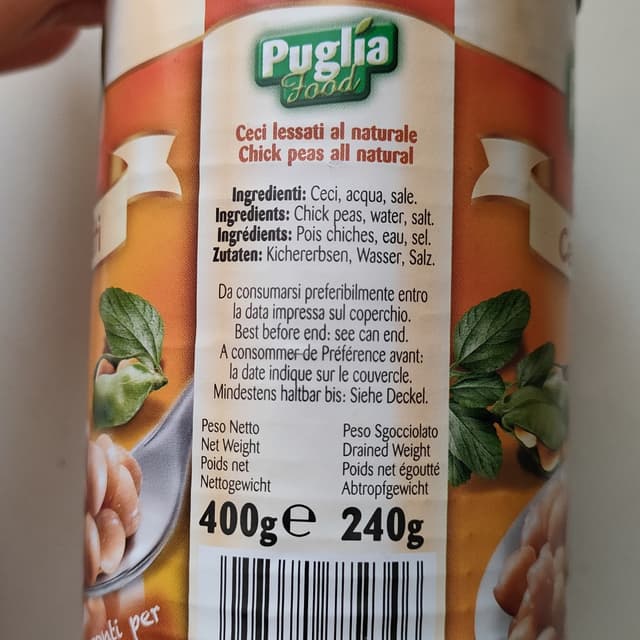 Puglia
Food
Ceci lessati al naturale
Chick peas all natural
Ingredienti: Ceci, acqua, sale.
Ingredients: Chick peas, water, salt.
Ingrédients: Pois chiches, eau, sel.
Zutaten: Kichererbsen, Wasser, Salz.
Da consumarsi preferibilmente entro
la data impressa sul coperchio.
Best before end: see can end.
A consommer de Préférence avant:
la date indique sur le couvercle.
Mindestens haltbar bis: Siehe Deckel.
Peso Netto
Net Weight
Poids net
Nettogewicht
400g e
Peso Sgocciolato
Drained Weight
Poids net égoutté
Abtropfgewicht
240g
per